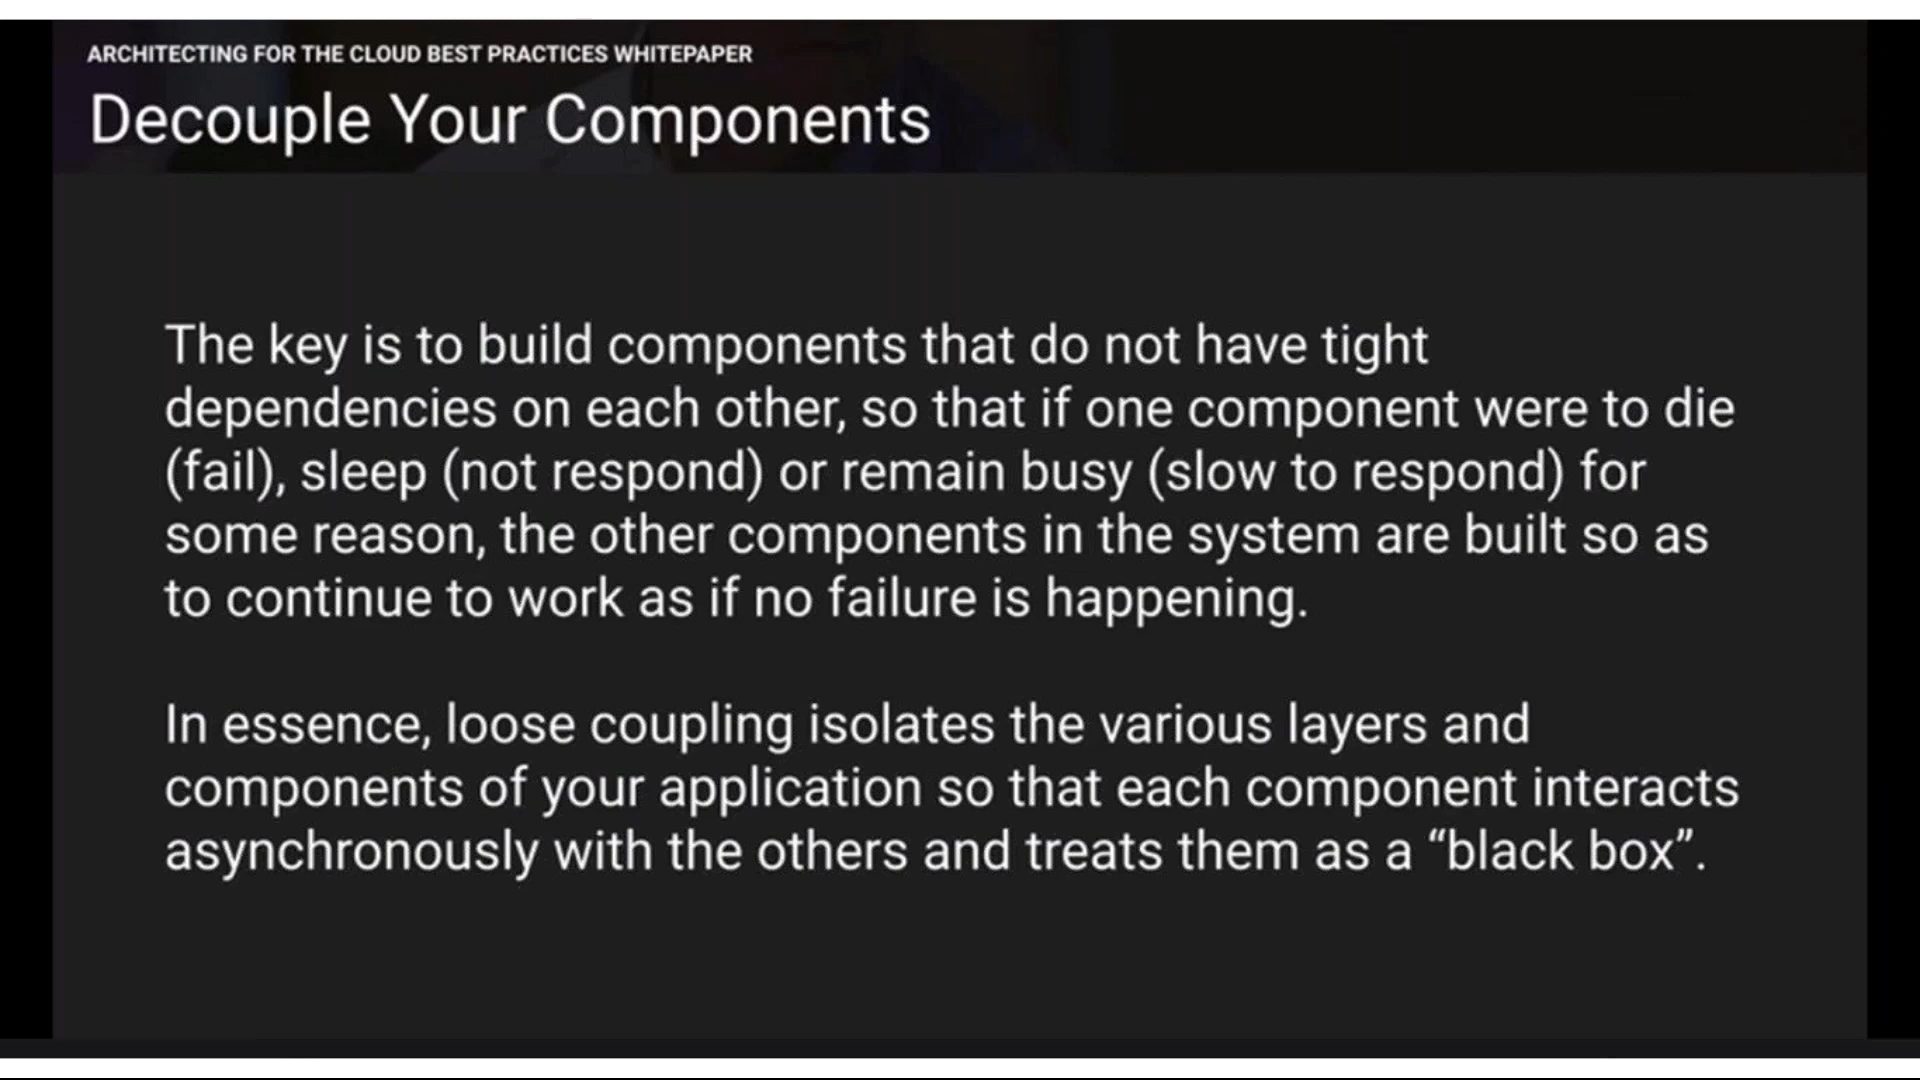 ARCHITECTING FOR THE CLOUD BEST PRACTICES WHITEPAPER
Decouple Your Components
The key is to build components that do not have tight
dependencies on each other, so that if one component were to die
(fail), sleep (not respond) or remain busy (slow to respond) for
some reason, the other components in the system are built so as
to continue to work as if no failure is happening.
In essence, loose coupling isolates the various layers and
components of your application so that each component interacts
asynchronously with the others and treats them as a “black box”.